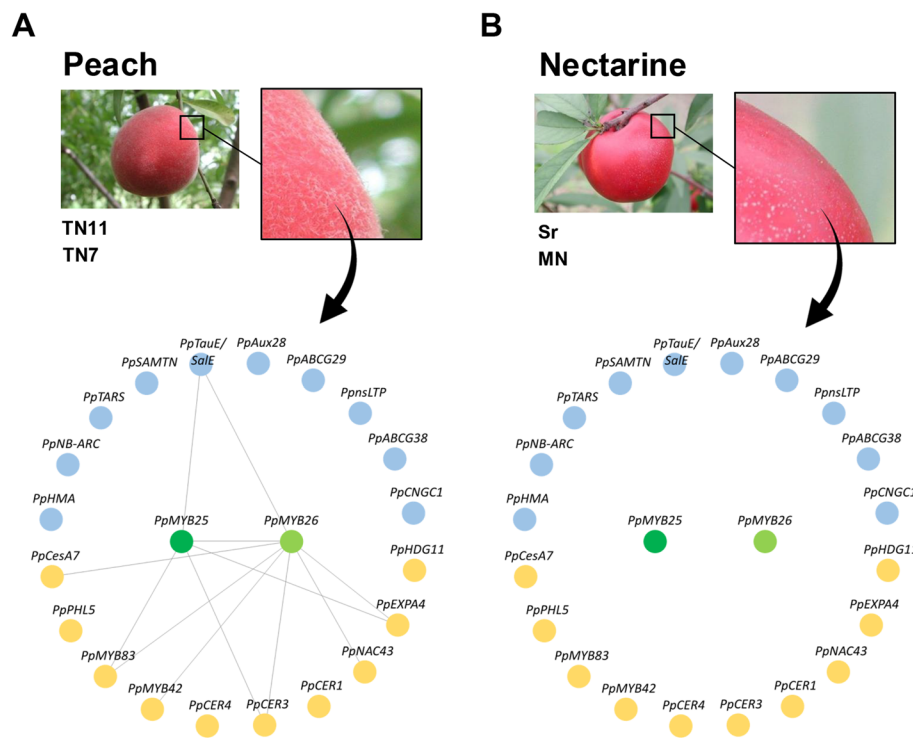 A
B
Peach
Nectarine
TN11
TN7
Sr
MN
PpTauE/
SalE
PpAux28
PpSAMTN
PpABCG29
PpTARS
PpnsLTP
PpNB-ARC
PpABCG38
PpHMA
PpCNGC1
PpMYB25
PpMYB26
PpCesA7
PpHDG11
PpPHL5
PpEXPA4
PpMYB83
PpNAC43
PpMYB42
PpCER4
PpCER3
PpCER1
PpTauE/
SalE
PpAux28
PpSAMTN
PpABCG29
PpTARS
PpnsLTP
PpNB-ARC
PpABCG38
PpHMA
PpCNGC1
PpMYB25
PpMYB26
PpCesA7
PpHDG11
PpPHL5
PpEXPA4
PpMYB83
PpNAC43
PpMYB42
PpCER4
PpCER3
PpCER1